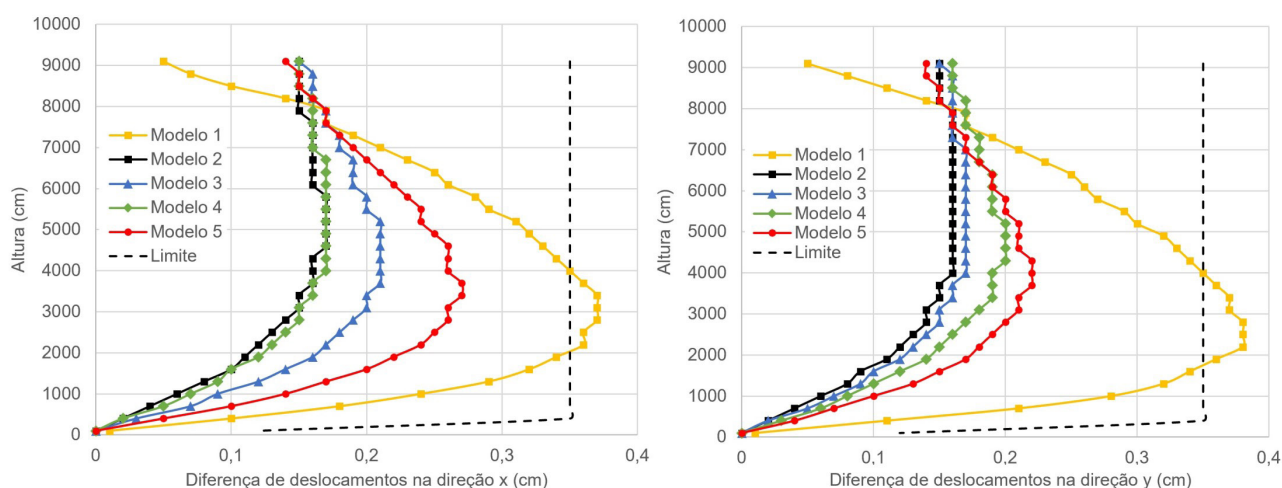 10000
9000
8000
7000
6000
5000
4000
3000
2000
1000
0
Altura (cm)
Modelo 1
Modelo 2
Modelo 3
Modelo 4
Modelo 5
Limite
0
0,1
0,2
0,3
0,4
Diferença de deslocamentos na direção x (cm)
10000
9000
8000
7000
6000
5000
4000
3000
2000
1000
0
Altura (cm)
Modelo 1
Modelo 2
Modelo 3
Modelo 4
Modelo 5
Limite
0
0,1
0,2
0,3
0,4
Diferença de deslocamentos na direção y (cm)